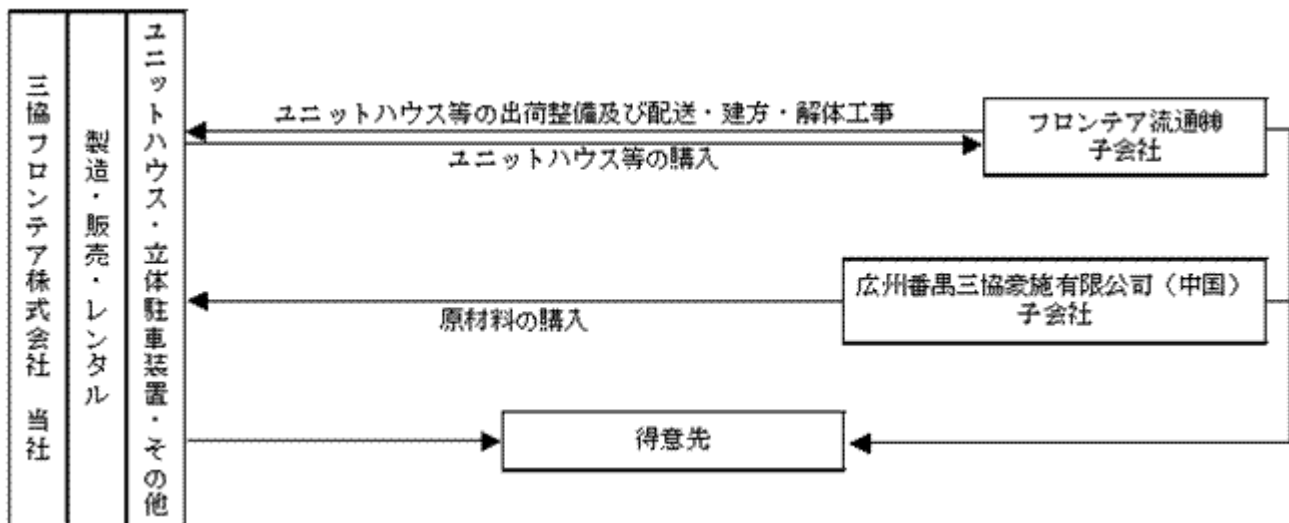 三協フロンテア株式会社 当社
製造・販売・レンタル
ユニットハウス・立体駐車装置・その他
ユニットハウス等の出荷整備及び配送・建方・解体工事
ユニットハウス等の購入
フロンテア流通㈱
子会社
原材料の購入
広州番禺三協豪施有限公司（中国）
子会社
得意先